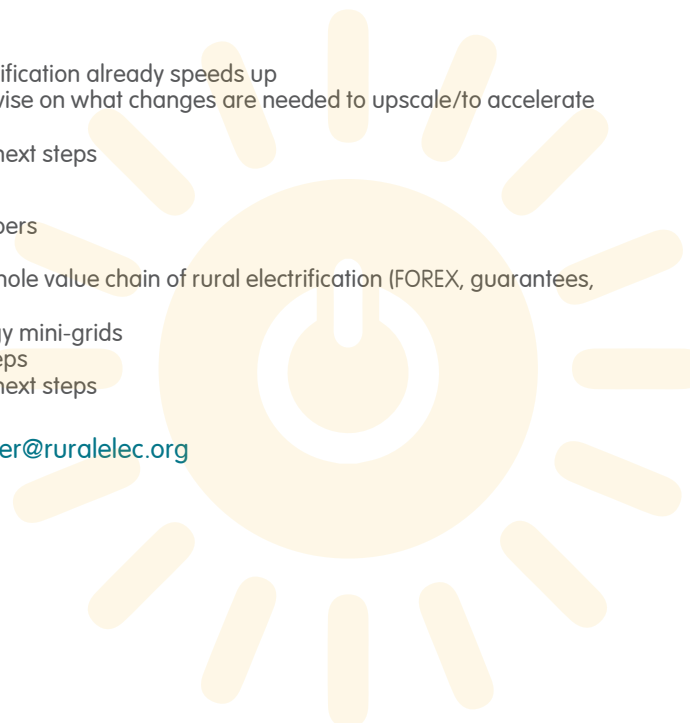 ification already speeds up
vise on what changes are needed to upscale/to accelerate
next steps
bers
hole value chain of rural electrification (FOREX, guarantees,
gy mini-grids
eps
next steps
er@ruralelec.org